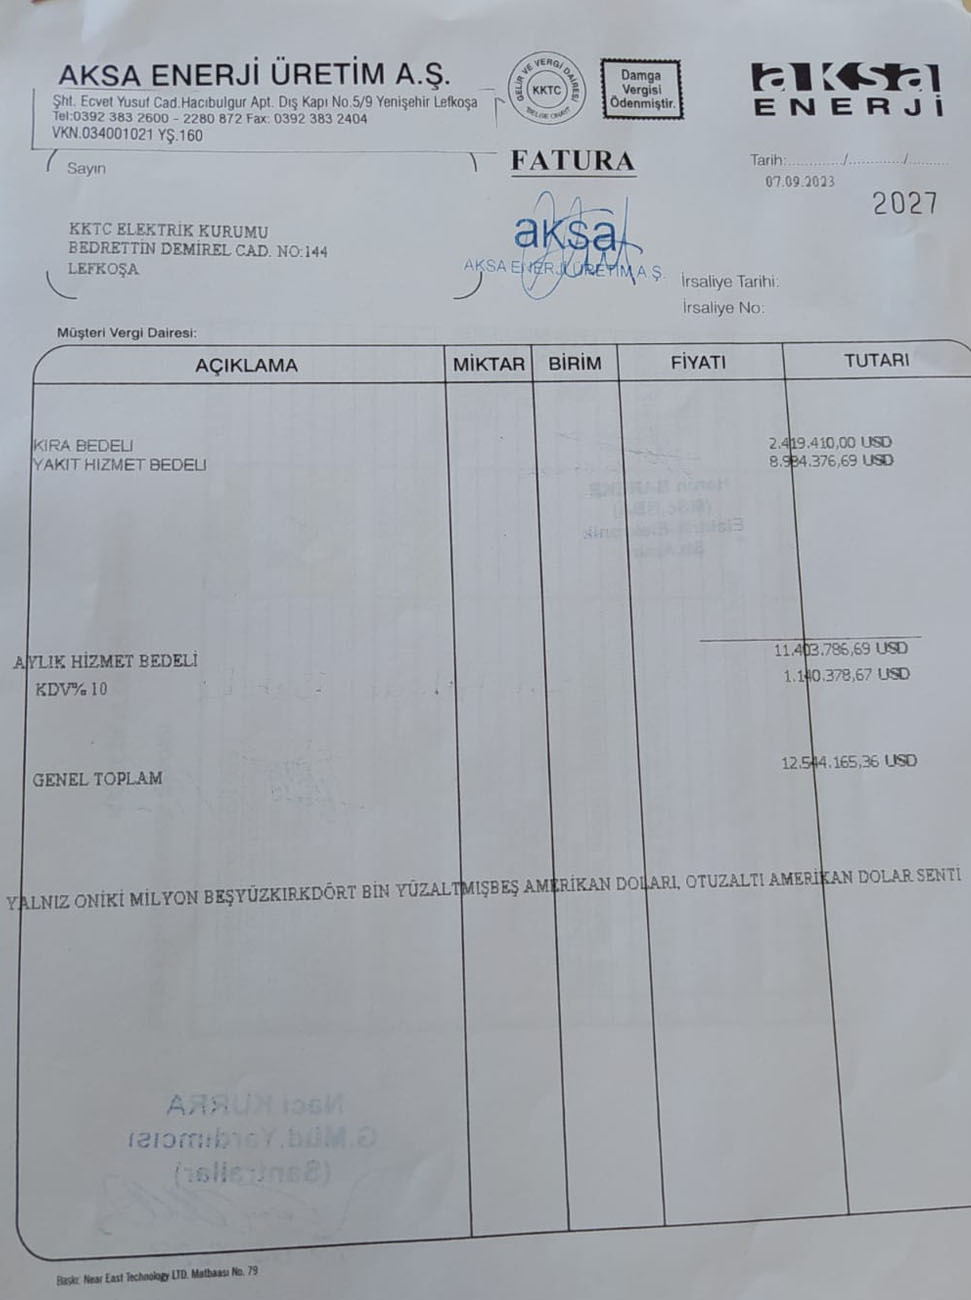 AKSA ENERJİ ÜRETİM A.Ş.
Şht. Ecvet Yusuf Cad.Hacıbulgur Apt. Dış Kapı No.5/9 Yenişehir Lefkoşa
Tel:0392 383 2600 - 2280 872 Fax: 0392 383 2404
VKN.034001021 YŞ.160
GELİR VE VERGİ DAİRESİ
KKTC
BELGE ONAYI
Damga
Vergisi
Ödenmiştir.
aksa
ENERJİ
Sayın
FATURA
Tarih:............/............./..........
07.09.2023
2027
KKTC ELEKTRİK KURUMU
BEDRETTİN DEMİREL CAD. NO:144
LEFKOŞA
aksa
AKSA ENERJİ ÜRETİM A.Ş.
İrsaliye Tarihi:
İrsaliye No:
Müşteri Vergi Dairesi:
AÇIKLAMA MİKTAR BİRİM FİYATI TUTARI
KIRA BEDELİ 2.419.410,00 USD
YAKIT HIZMET BEDELI 8.984.376,69 USD
AYLIK HİZMET BEDELİ 11.403.786,69 USD
KDV% 10 1.140.378,67 USD
GENEL TOPLAM 12.544.165,36 USD
YALNIZ ONİKİ MİLYON BEŞYÜZKIRKDÖRT BİN YÜZALTMIŞBEŞ AMERİKAN DOLARI, OTUZALTI AMERİKAN DOLAR SENTİ
Naci KURRA
G.Müd.Yardımcısı
(Santrallar)
Baskı: Near East Technology LTD. Matbaası No. 79